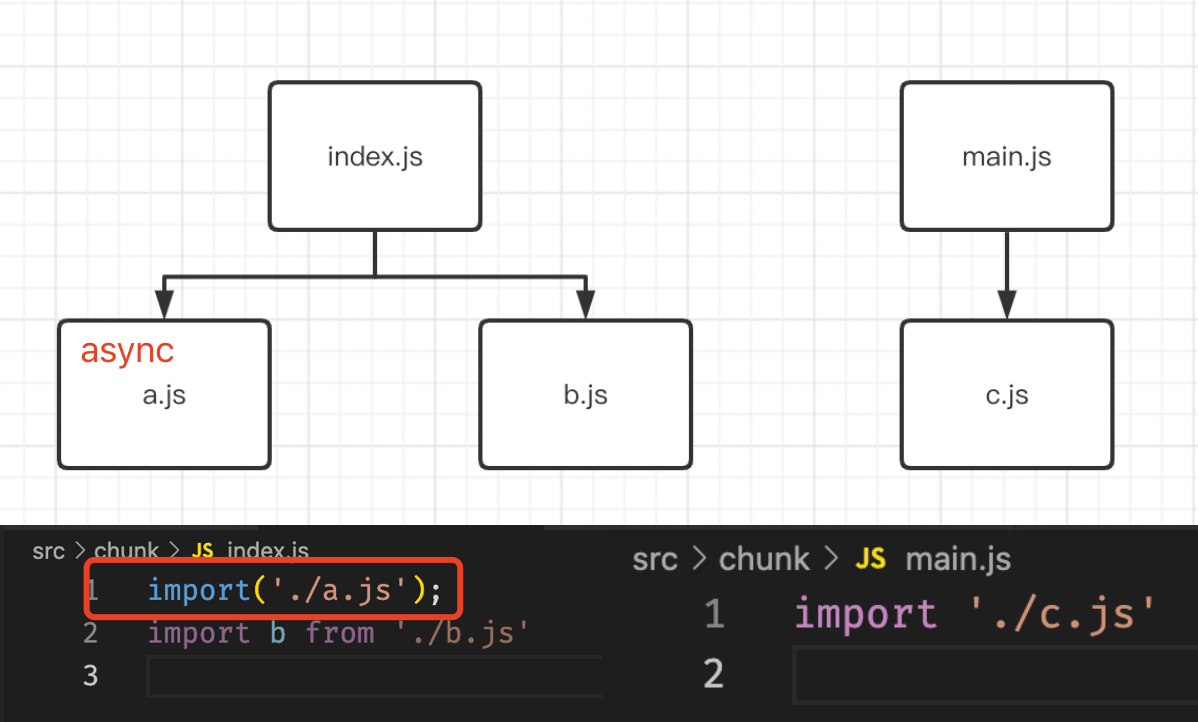 index.js
main.js
async
a.js
b.js
c.js
src > chunk > JS index.js
1 import('./a.js');
2 import b from './b.js'
3
src > chunk > JS main.js
1 import './c.js'
2